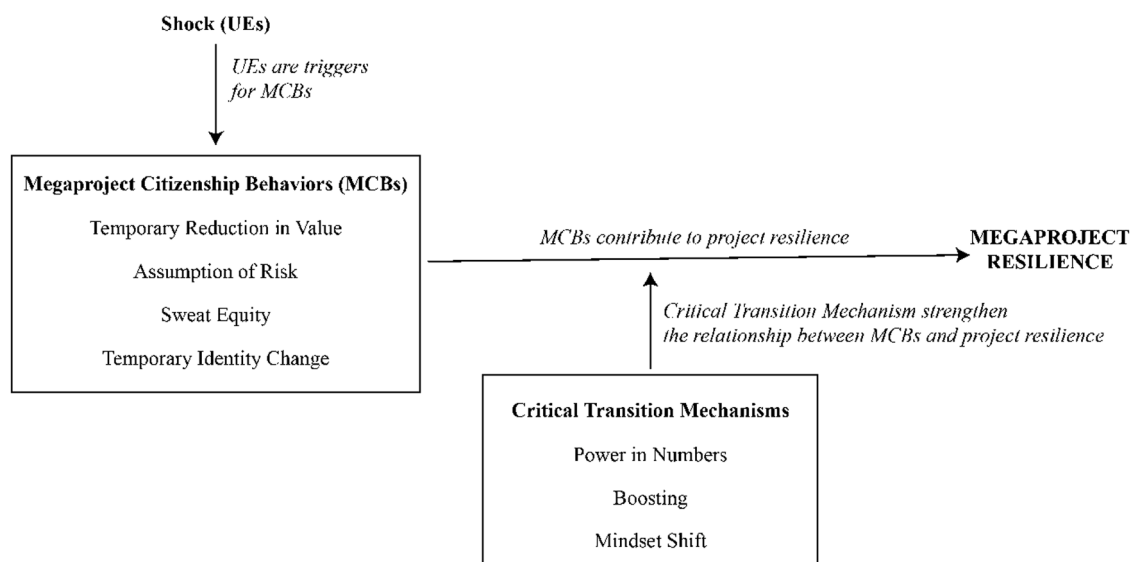 Shock (UEs)
UEs are triggers
for MCBs
Megaproject Citizenship Behaviors (MCBs)
Temporary Reduction in Value
Assumption of Risk
Sweat Equity
Temporary Identity Change
MCBs contribute to project resilience
MEGAPROJECT
RESILIENCE
Critical Transition Mechanism strengthen
the relationship between MCBs and project resilience
Critical Transition Mechanisms
Power in Numbers
Boosting
Mindset Shift